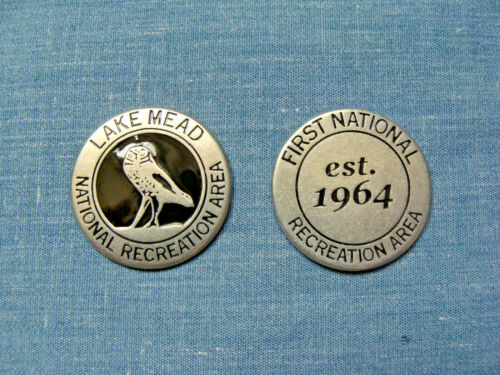 LAKE MEAD
NATIONAL RECREATION AREA
FIRST NATIONAL
est.
1964
RECREATION AREA